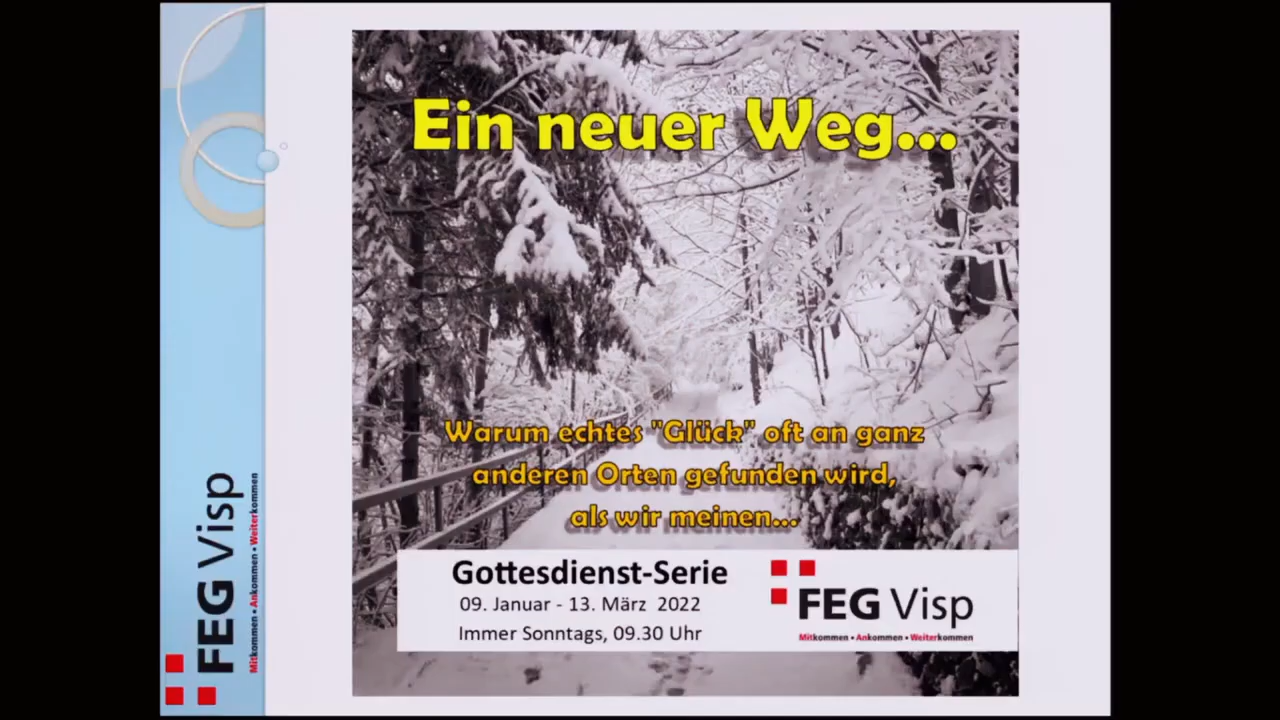 Ein neuer Weg...
Warum echtes "Glück" oft an ganz
anderen Orten gefunden wird,
als wir meinen...
Gottesdienst-Serie
09. Januar - 13. März 2022
Immer Sonntags, 09.30 Uhr
FEG Visp
Mitkommen • Ankommen • Weiterkommen
FEG Visp
Mitkommen • Ankommen • Weiterkommen